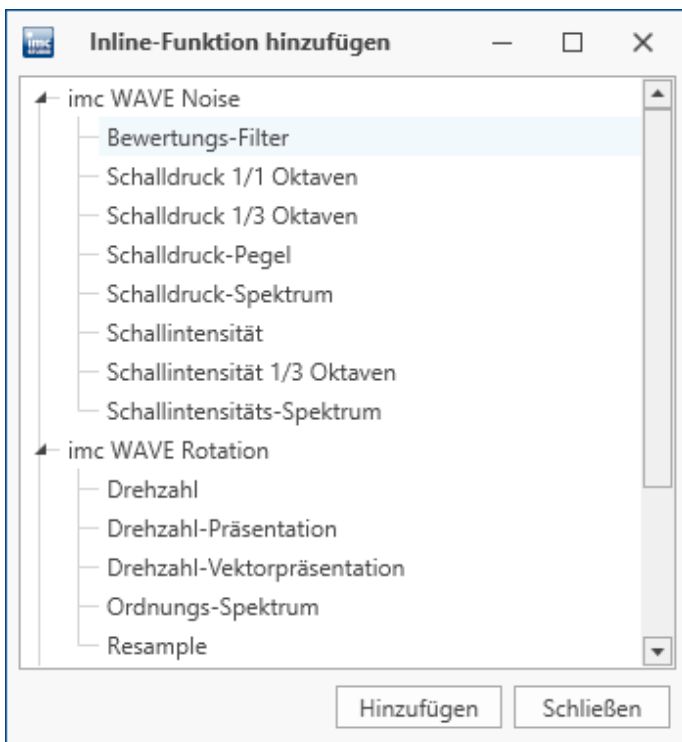 imc
Inline-Funktion hinzufügen
imc WAVE Noise
Bewertungs-Filter
Schalldruck 1/1 Oktaven
Schalldruck 1/3 Oktaven
Schalldruck-Pegel
Schalldruck-Spektrum
Schallintensität
Schallintensität 1/3 Oktaven
Schallintensitäts-Spektrum
imc WAVE Rotation
Drehzahl
Drehzahl-Präsentation
Drehzahl-Vektorpräsentation
Ordnungs-Spektrum
Resample
Hinzufügen Schließen